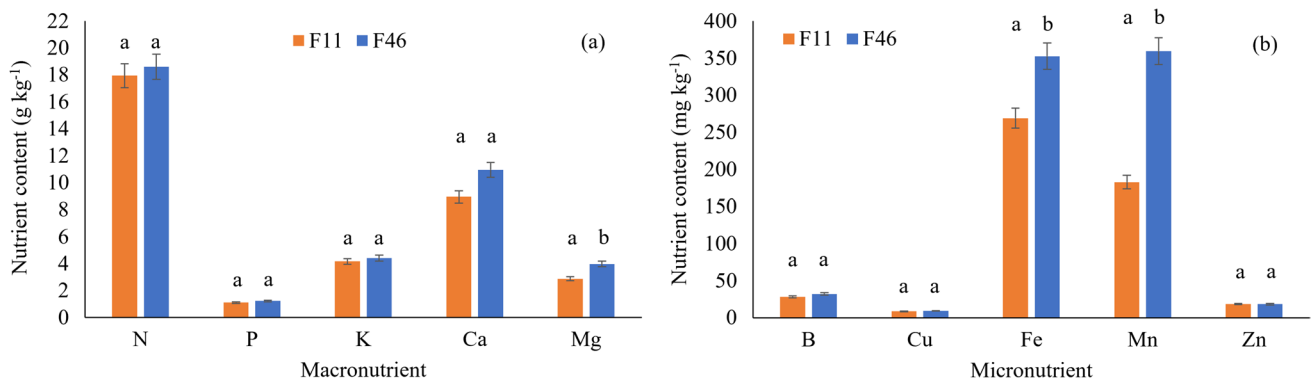 22
20
18
16
14
12
10
8
6
4
2
0
Nutrient content (g kg-1)
F11 F46
(a)
a a
a a
a a
a a
a b
N P K Ca Mg
Macronutrient
400
350
300
250
200
150
100
50
0
Nutrient content (mg kg-1)
F11 F46
(b)
a a
a a
a b
a b
a a
B Cu Fe Mn Zn
Micronutrient